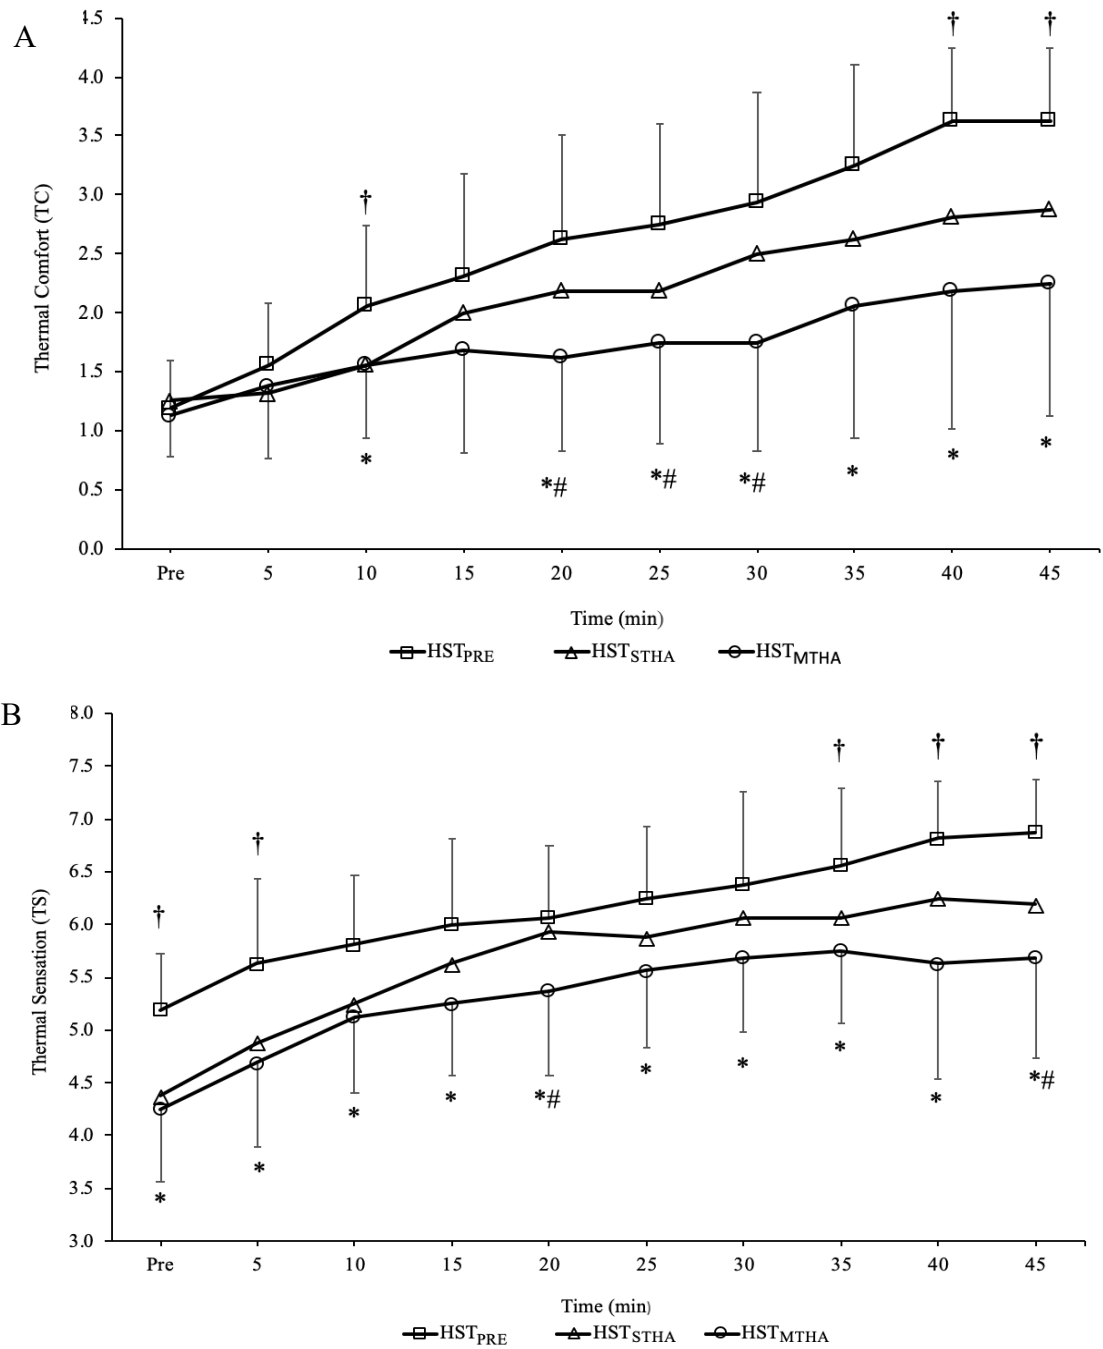 A
4.5
† †
4.0
3.5
3.0
†
2.5
2.0
1.5
1.0
* *# *# *# * * *
0.5
0.0
Thermal Comfort (TC)
Pre 5 10 15 20 25 30 35 40 45
Time (min)
HSTPRE HSTSTHA HSTMTHA
B
8.0
† † †
7.5
7.0
†
6.5
6.0
†
5.5
5.0
4.5
* * *# * * * * *#
4.0
* *
3.5
3.0
Thermal Sensation (TS)
Pre 5 10 15 20 25 30 35 40 45
Time (min)
HSTPRE HSTSTHA HSTMTHA